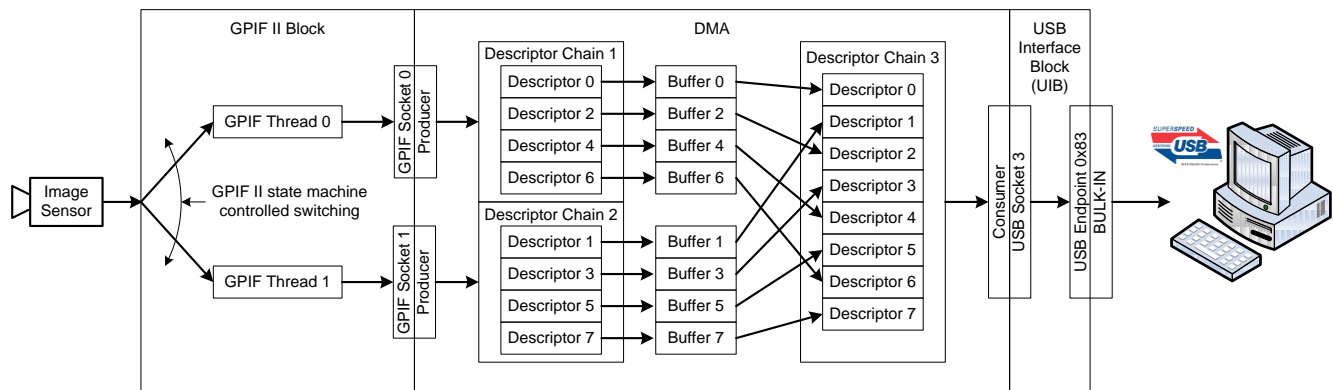 GPIF II Block
DMA
USB
Interface
Block
(UIB)
Image
Sensor
GPIF Thread 0
GPIF II state machine
controlled switching
GPIF Thread 1
GPIF Socket 0
Producer
GPIF Socket 1
Producer
Descriptor Chain 1
Descriptor 0
Descriptor 2
Descriptor 4
Descriptor 6
Descriptor Chain 2
Descriptor 1
Descriptor 3
Descriptor 5
Descriptor 7
Buffer 0
Buffer 2
Buffer 4
Buffer 6
Buffer 1
Buffer 3
Buffer 5
Buffer 7
Descriptor Chain 3
Descriptor 0
Descriptor 1
Descriptor 2
Descriptor 3
Descriptor 4
Descriptor 5
Descriptor 6
Descriptor 7
Consumer
USB Socket 3
USB Endpoint 0x83
BULK-IN
SUPERSPEED
CERTIFIED
USB